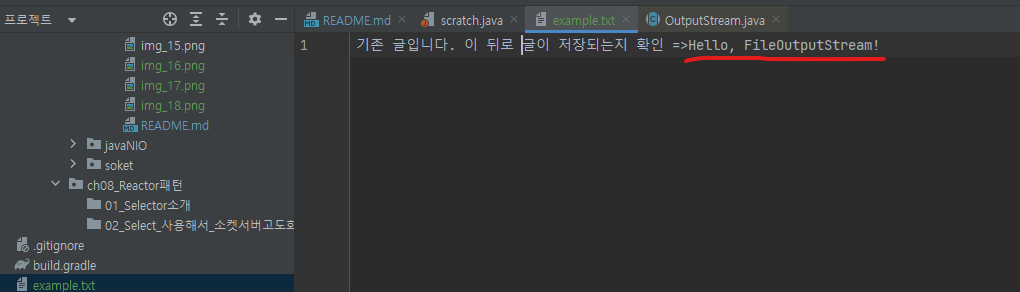 프로젝트
README.md
scratch.java
example.txt
OutputStream.java
img_15.png
img_16.png
img_17.png
img_18.png
README.md
javaNIO
soket
ch08_Reactor패턴
01_Selector소개
02_Select_사용해서_소켓서버고도화
.gitignore
build.gradle
example.txt
1 기존 글입니다. 이 뒤로 글이 저장되는지 확인 =>Hello, FileOutputStream!